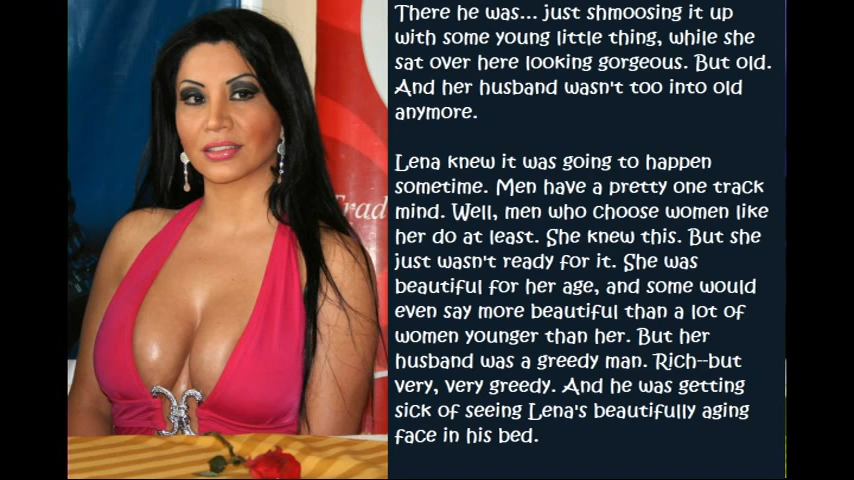 There he was... just shmoosing it up
with some young little thing, while she
sat over here looking gorgeous. But old.
And her husband wasn't too into old
anymore.
Lena knew it was going to happen
sometime. Men have a pretty one track
mind. Well, men who choose women like
her do at least. She knew this. But she
just wasn't ready for it. She was
beautiful for her age, and some would
even say more beautiful than a lot of
women younger than her. But her
husband was a greedy man. Rich--but
very, very greedy. And he was getting
sick of seeing Lena's beautifully aging
face in his bed.
Trad